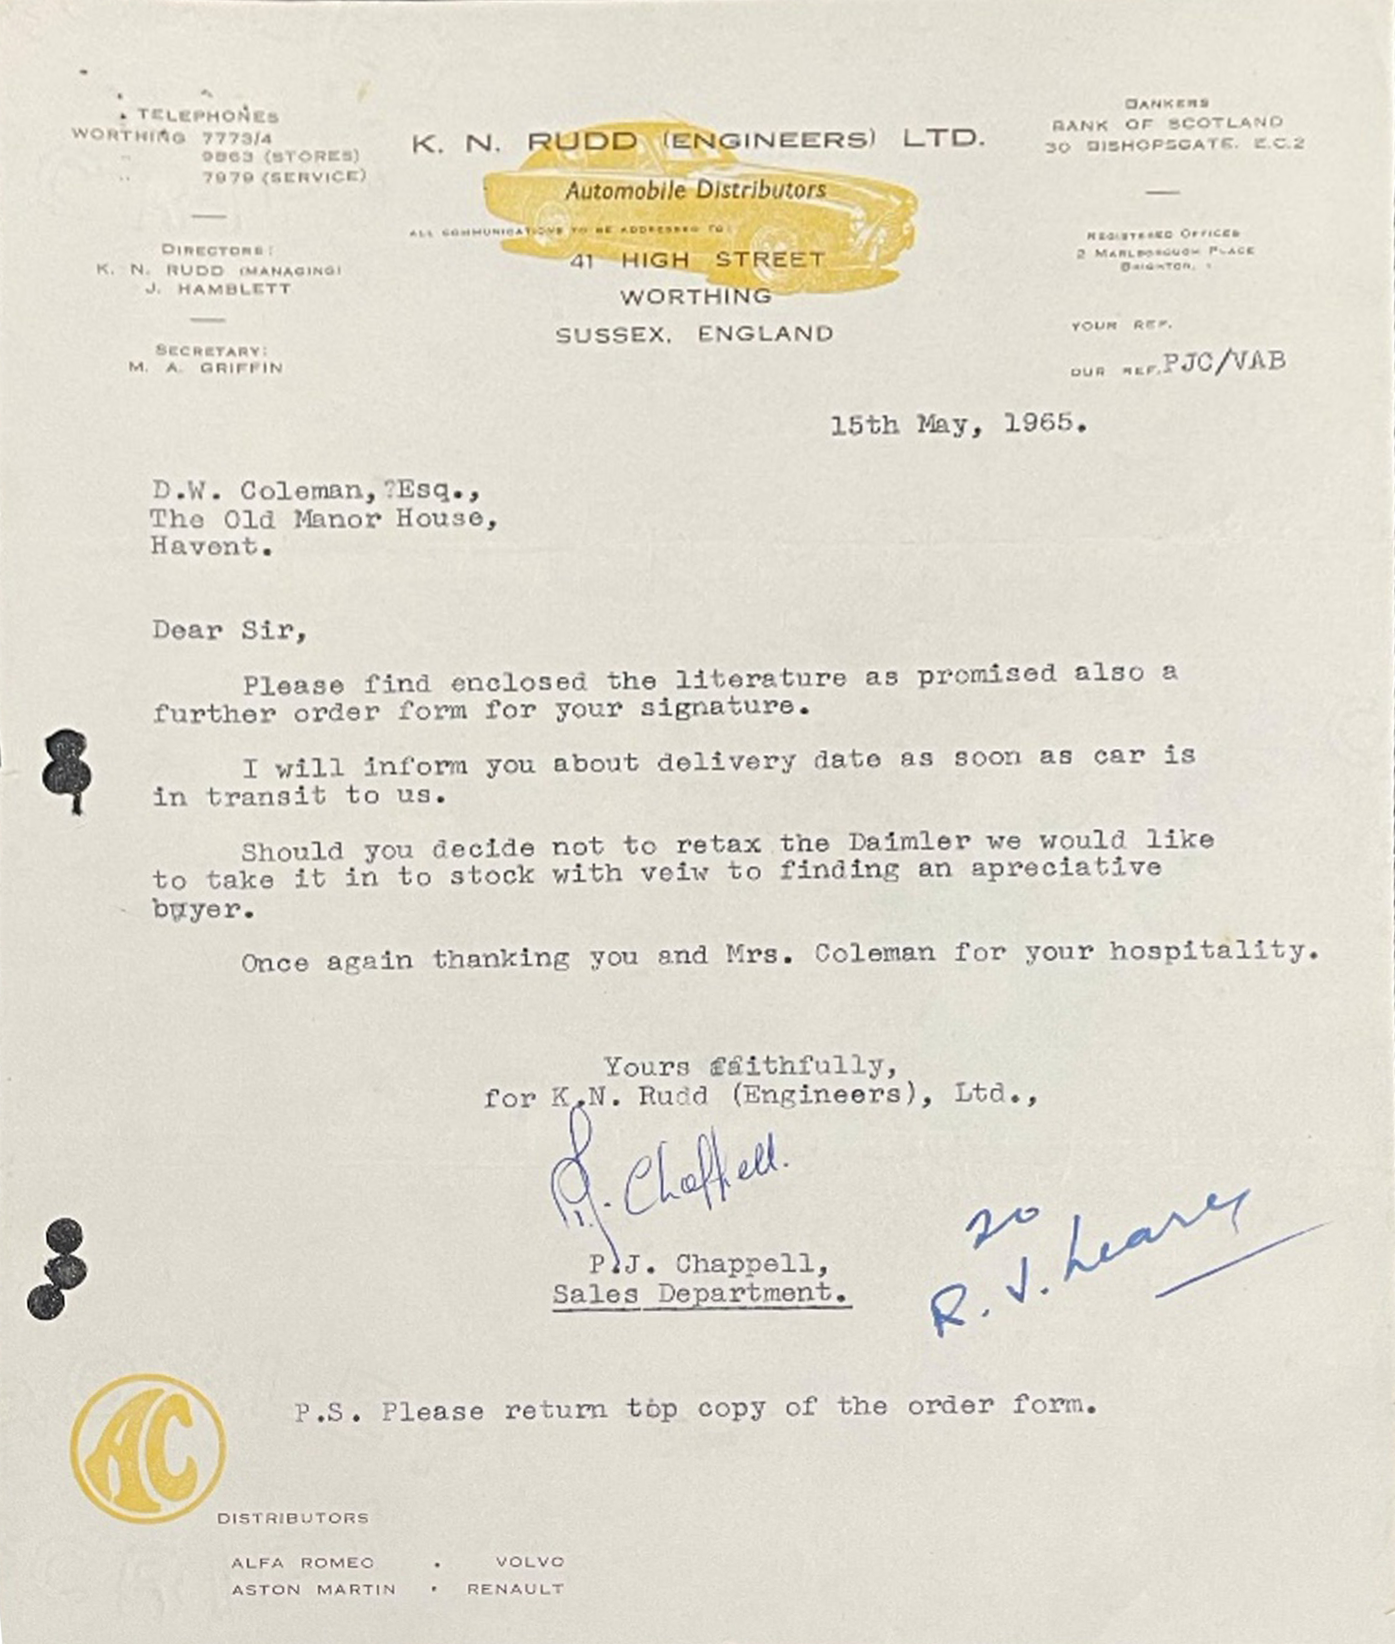 TELEPHONES
WORTHING 7773/4
" 9863 (STORES)
" 7979 (SERVICE)
DIRECTORS:
K. N. RUDD (MANAGING)
J. HAMBLETT
SECRETARY:
M. A. GRIFFIN
K. N. RUDD (ENGINEERS) LTD.
Automobile Distributors
ALL COMMUNICATIONS TO BE ADDRESSED TO:
41 HIGH STREET
WORTHING
SUSSEX, ENGLAND
BANKERS
BANK OF SCOTLAND
30 BISHOPSGATE. E.C.2
REGISTERED OFFICES
2 MARLBOROUGH PLACE
BRIGHTON, 1
YOUR REF.
OUR REF. PJC/VAB
15th May, 1965.
D.W. Coleman,?Esq.,
The Old Manor House,
Havent.
Dear Sir,
Please find enclosed the literature as promised also a
further order form for your signature.
I will inform you about delivery date as soon as car is
in transit to us.
Should you decide not to retax the Daimler we would like
to take it in to stock with veiw to finding an apreciative
buyer.
Once again thanking you and Mrs. Coleman for your hospitality.
Yours faithfully,
for K.N. Rudd (Engineers), Ltd.,
P.J. Chappell.
P.J. Chappell,
Sales Department.
20
R. J. Leary
P.S. Please return top copy of the order form.
AC
DISTRIBUTORS
ALFA ROMEO . VOLVO
ASTON MARTIN . RENAULT